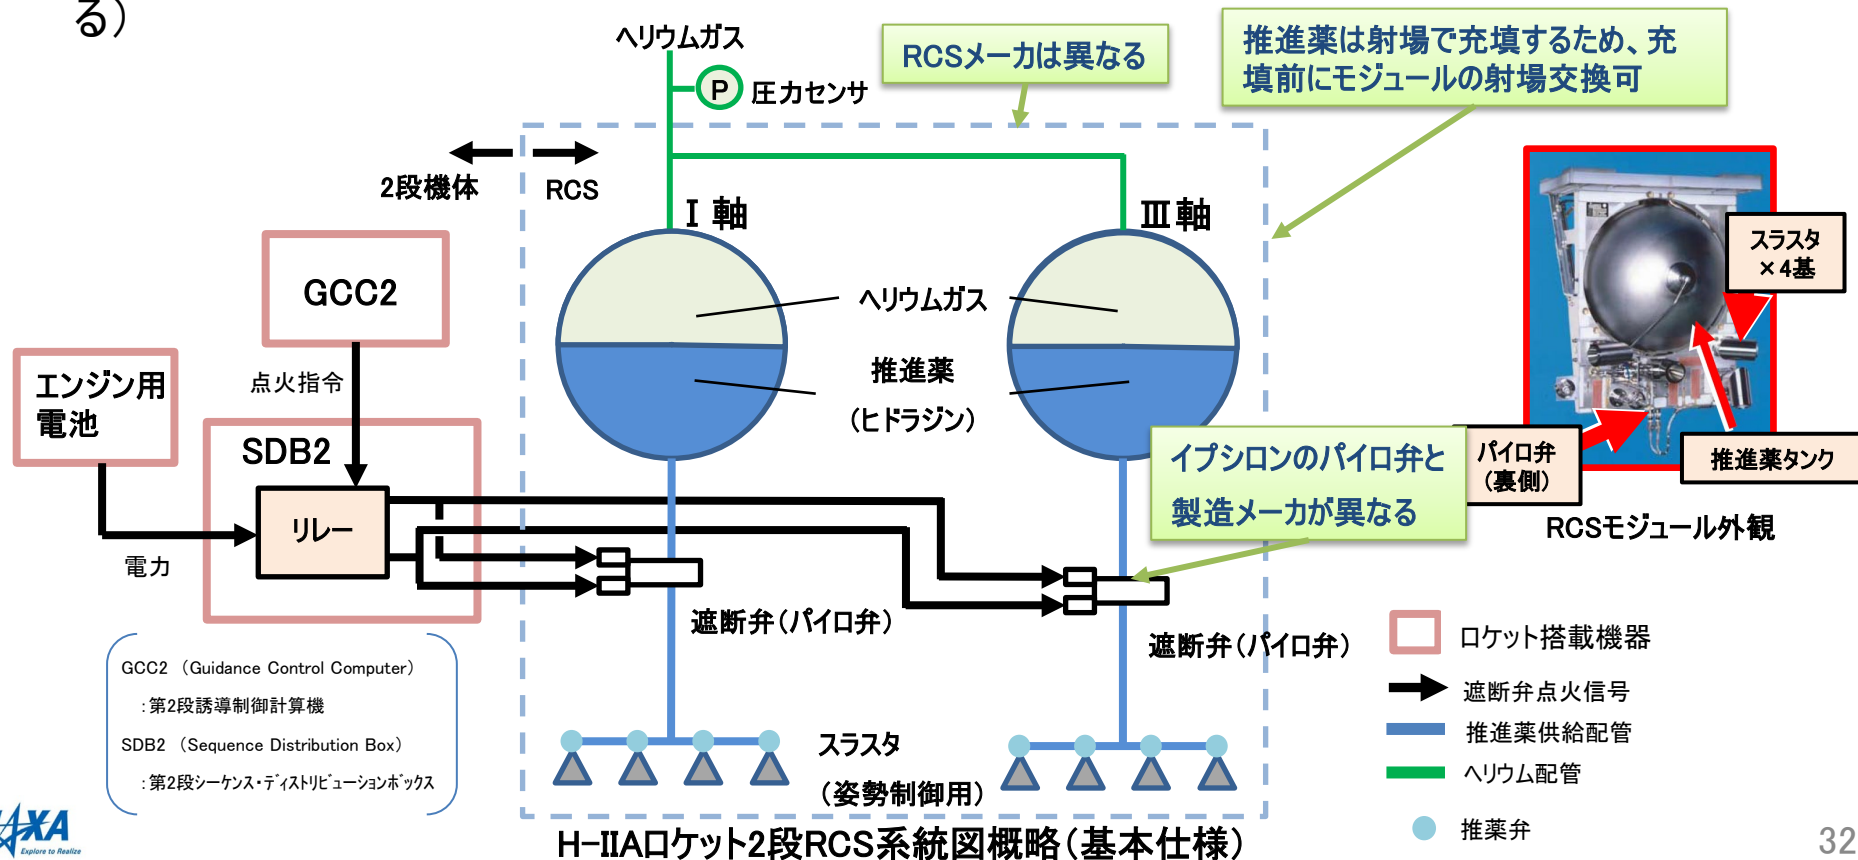 る）
ヘリウムガス
P
圧力センサ
RCSメーカは異なる
推進薬は射場で充填するため、充
填前にモジュールの射場交換可
2段機体
RCS
Ⅰ軸
Ⅲ軸
GCC2
点火指令
エンジン用
電池
SDB2
リレー
電力
ヘリウムガス
推進薬
（ヒドラジン）
イプシロンのパイロ弁と
製造メーカが異なる
スラスタ
×4基
パイロ弁
（裏側）
推進薬タンク
RCSモジュール外観
遮断弁（パイロ弁）
遮断弁（パイロ弁）
GCC2 （Guidance Control Computer）
：第2段誘導制御計算機
SDB2 （Sequence Distribution Box）
：第2段シーケンス・ディストリビューションボックス
スラスタ
（姿勢制御用）
ロケット搭載機器
遮断弁点火信号
推進薬供給配管
ヘリウム配管
推薬弁
H-IIAロケット2段RCS系統図概略（基本仕様）
JAXA
Explore to Realize
32